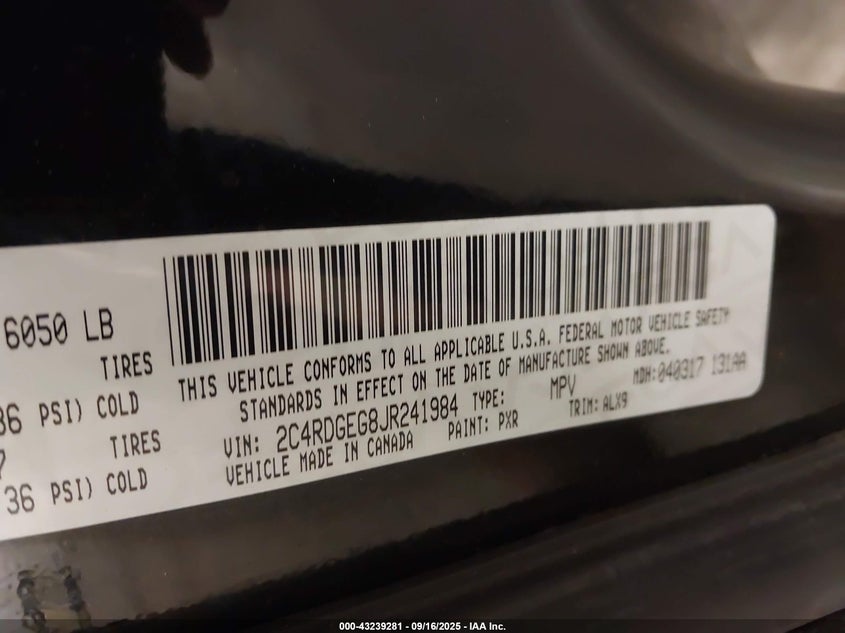 6050 LB
TIRES
36 PSI) COLD
7 TIRES
36 PSI) COLD
THIS VEHICLE CONFORMS TO ALL APPLICABLE U.S.A. FEDERAL MOTOR VEHICLE SAFETY
STANDARDS IN EFFECT ON THE DATE OF MANUFACTURE SHOWN ABOVE.
VIN: 2C4RDGEG8JR241984 TYPE: MPV MDH:040317 131AA
VEHICLE MADE IN CANADA PAINT: PXR TRIM: ALX9
000-43239281 - 09/16/2025 - IAA Inc.